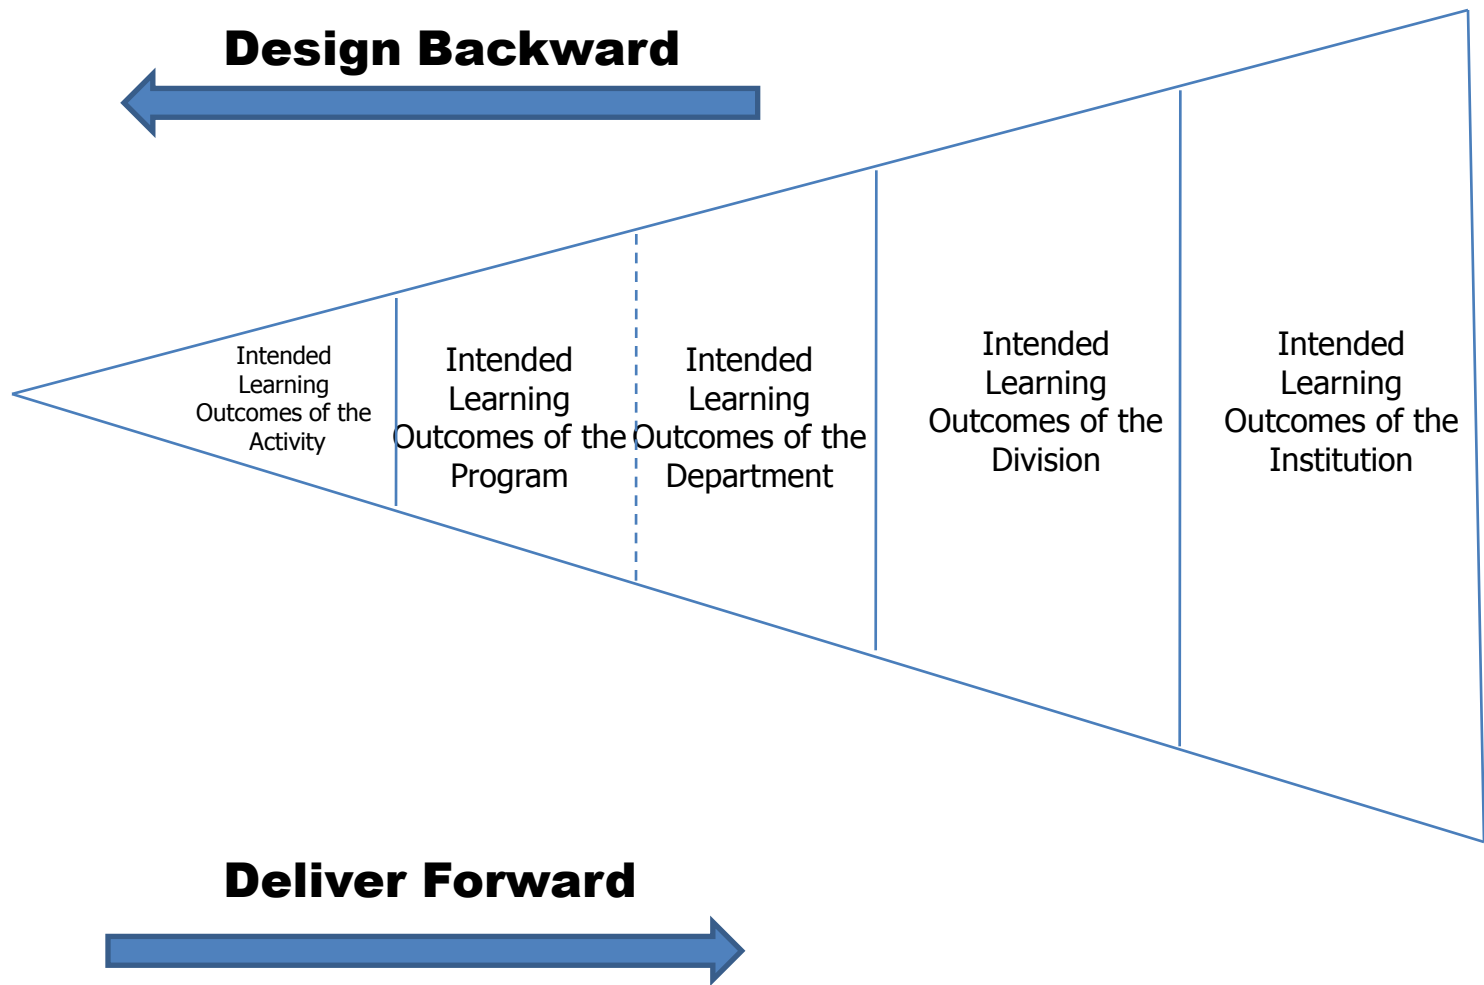 Design Backward
Intended
Learning
Outcomes of the
Activity
Intended
Learning
Outcomes of the
Program
Intended
Learning
Outcomes of the
Department
Intended
Learning
Outcomes of the
Division
Intended
Learning
Outcomes of the
Institution
Deliver Forward